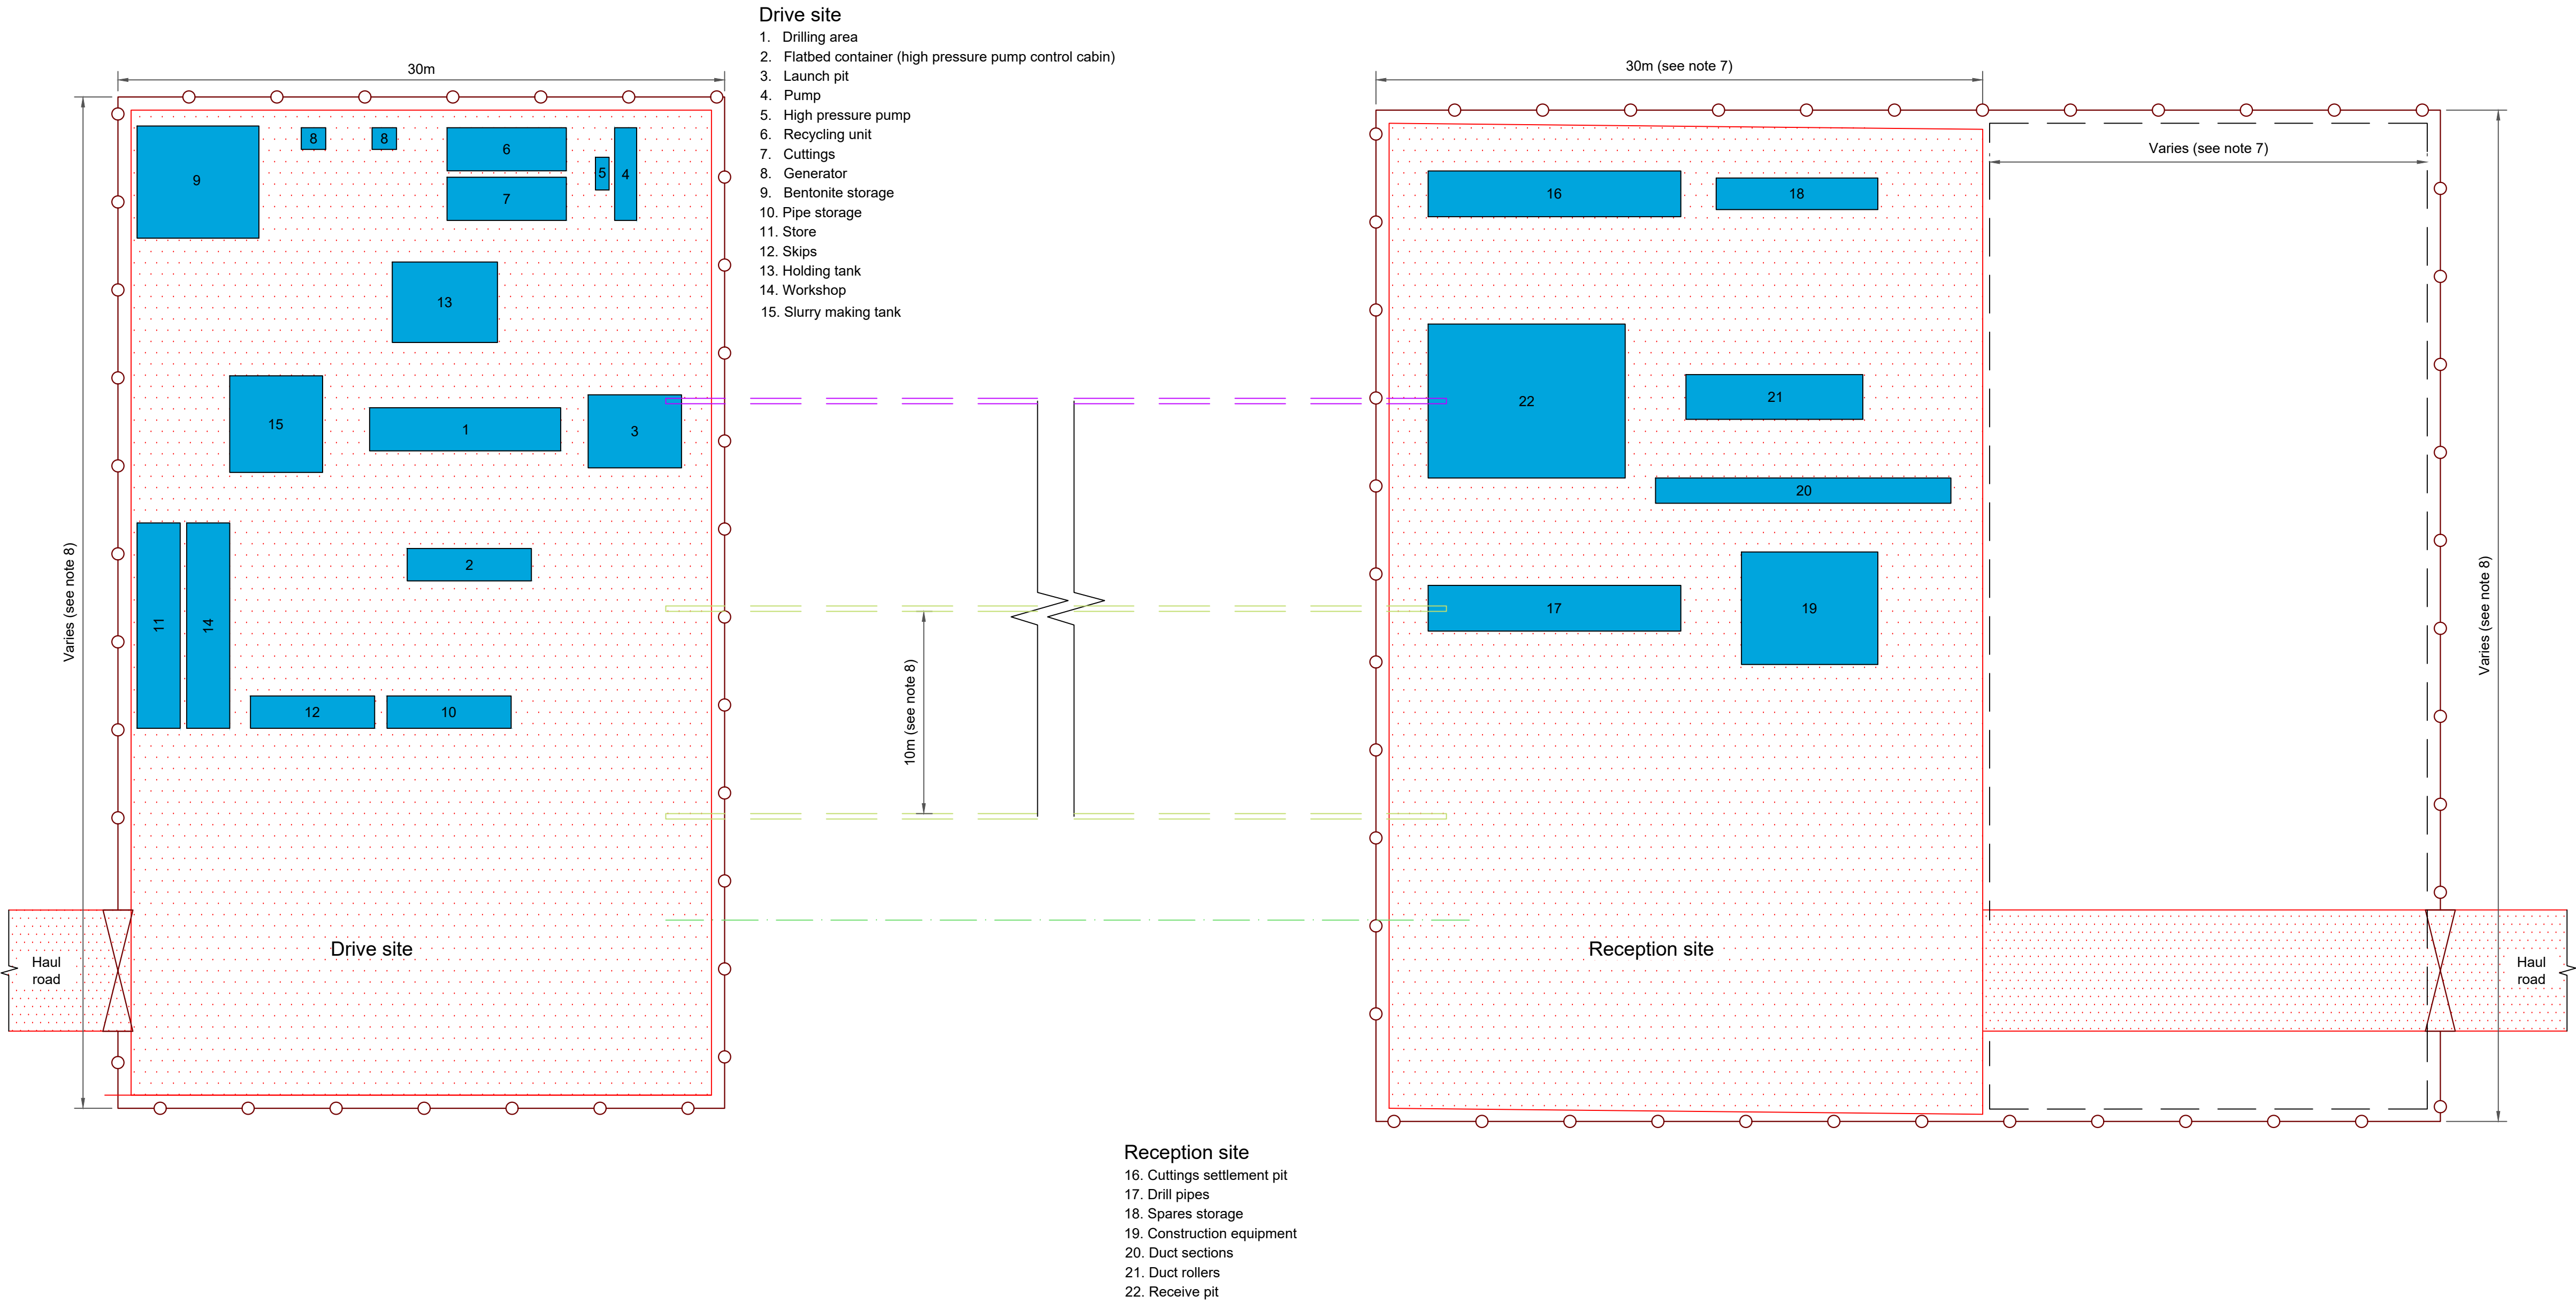 Drive site
1. Drilling area
2. Flatbed container (high pressure pump control cabin)
3. Launch pit
4. Pump
5. High pressure pump
6. Recycling unit
7. Cuttings
8. Generator
9. Bentonite storage
10. Pipe storage
11. Store
12. Skips
13. Holding tank
14. Workshop
15. Slurry making tank
30m
Varies (see note 8)
9
8
8
6
7
5
4
13
15
1
3
2
11
14
12
10
Drive site
Haul
road
10m (see note 8)
30m (see note 7)
Varies (see note 7)
16
18
22
21
20
17
19
Varies (see note 8)
Reception site
Haul
road
Reception site
16. Cuttings settlement pit
17. Drill pipes
18. Spares storage
19. Construction equipment
20. Duct sections
21. Duct rollers
22. Receive pit